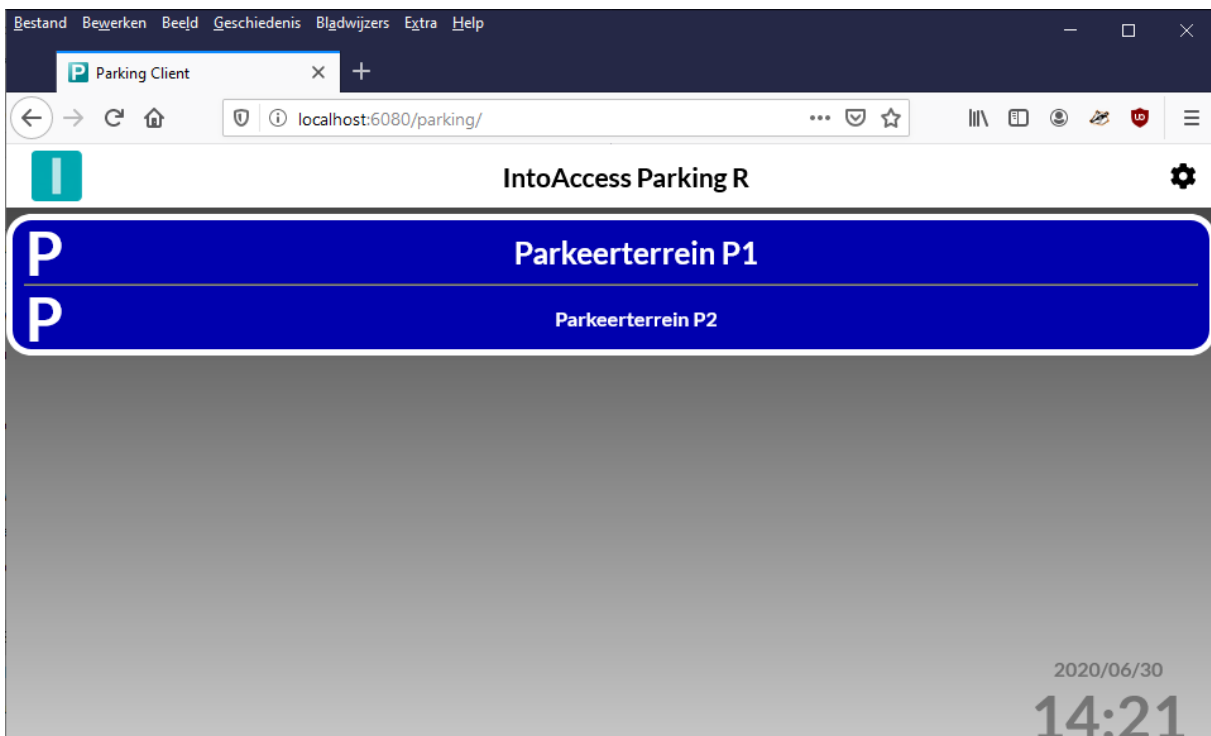 Bestand Bewerken Beeld Geschiedenis Bladwijzers Extra Help
P Parking Client
localhost:6080/parking/
I IntoAccess Parking R
P Parkeerterrein P1
P Parkeerterrein P2
2020/06/30
14:21